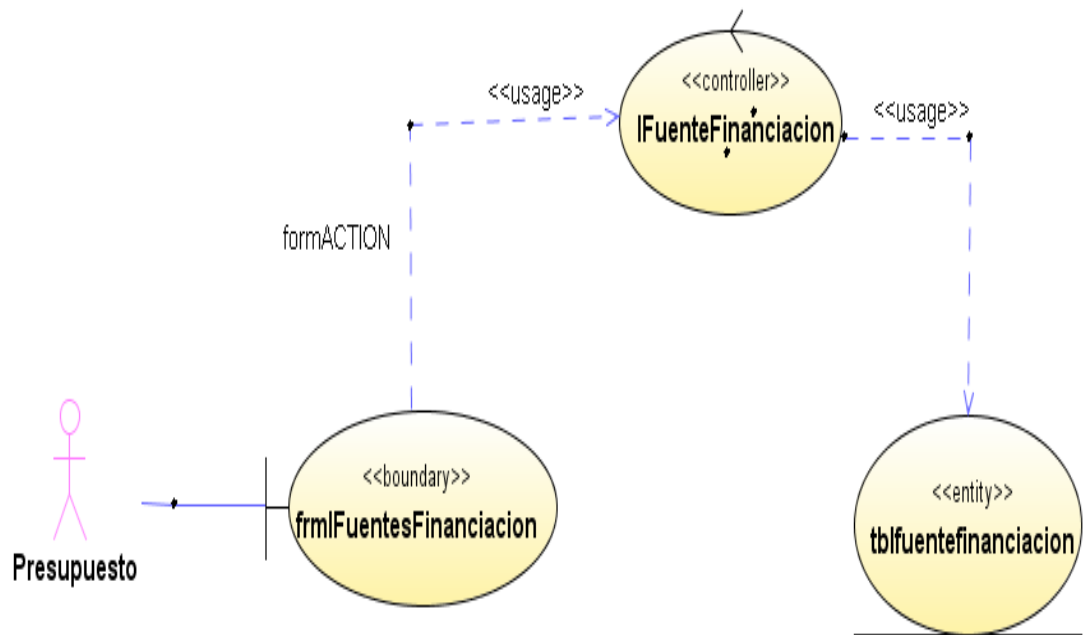 <<controller>>
<<usage>>
<<usage>>
lFuenteFinanciacion
formACTION
<<boundary>>
<<entity>>
frmlFuentesFinanciacion
tblfuentefinanciacion
Presupuesto